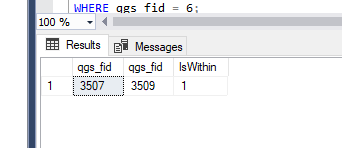 WHERE qgs_fid = 6;
100 %
Results Messages
qgs_fid qgs_fid IsWithin
1 3507 3509 1